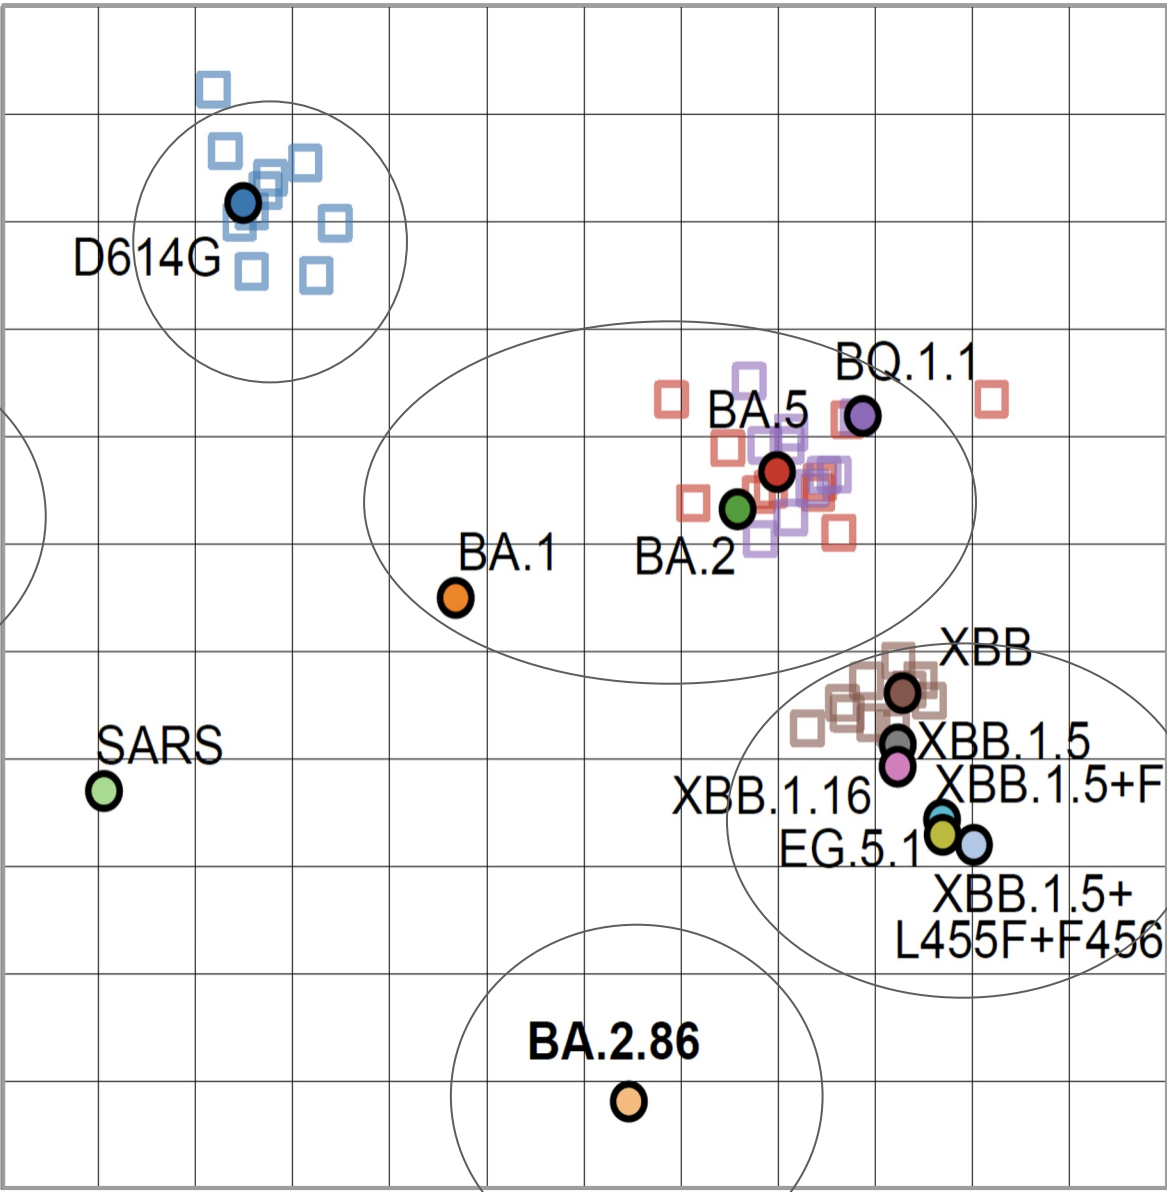 D614G
BQ.1.1
BA.5
BA.1
BA.2
XBB
SARS
XBB.1.5
XBB.1.5+F
XBB.1.16
EG.5.1
XBB.1.5+
L455F+F456
BA.2.86